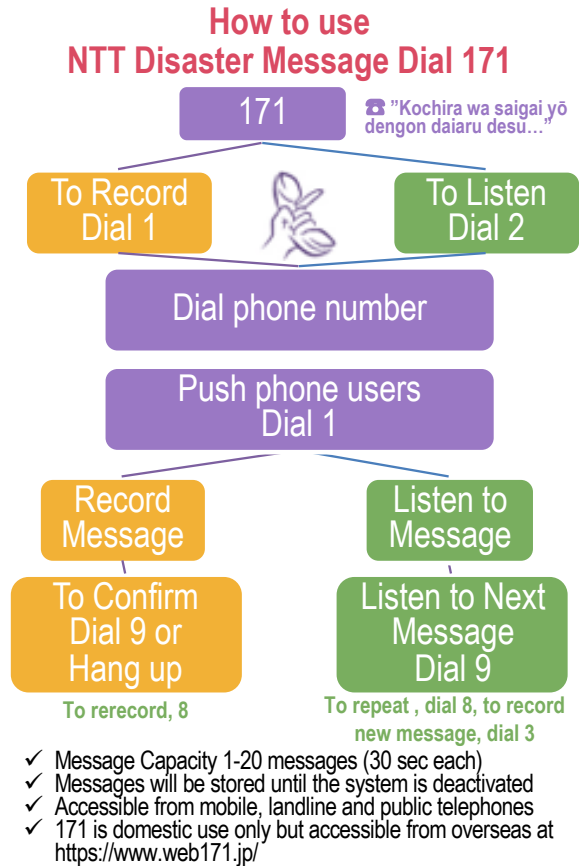 How to use
NTT Disaster Message Dial 171
171
☎ ”Kochira wa saigai yō
dengon daiaru desu…”
To Record
Dial 1
To Listen
Dial 2
Dial phone number
Push phone users
Dial 1
Record
Message
Listen to
Message
To Confirm
Dial 9 or
Hang up
Listen to Next
Message
Dial 9
To rerecord, 8
To repeat , dial 8, to record
new message, dial 3
✓ Message Capacity 1-20 messages (30 sec each)
✓ Messages will be stored until the system is deactivated
✓ Accessible from mobile, landline and public telephones
✓ 171 is domestic use only but accessible from overseas at
https://www.web171.jp/